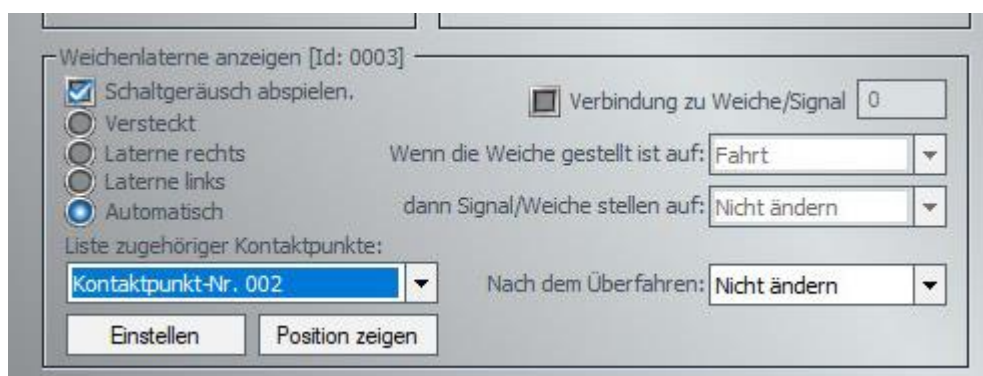 Weichenlaterne anzeigen [Id: 0003]
Schaltgeräusch abspielen.
Versteckt
Laterne rechts
Laterne links
Automatisch
Liste zugehöriger Kontaktpunkte:
Kontaktpunkt-Nr. 002
Einstellen
Position zeigen
Verbindung zu Weiche/Signal 0
Wenn die Weiche gestellt ist auf: Fahrt
dann Signal/Weiche stellen auf: Nicht ändern
Nach dem Überfahren: Nicht ändern